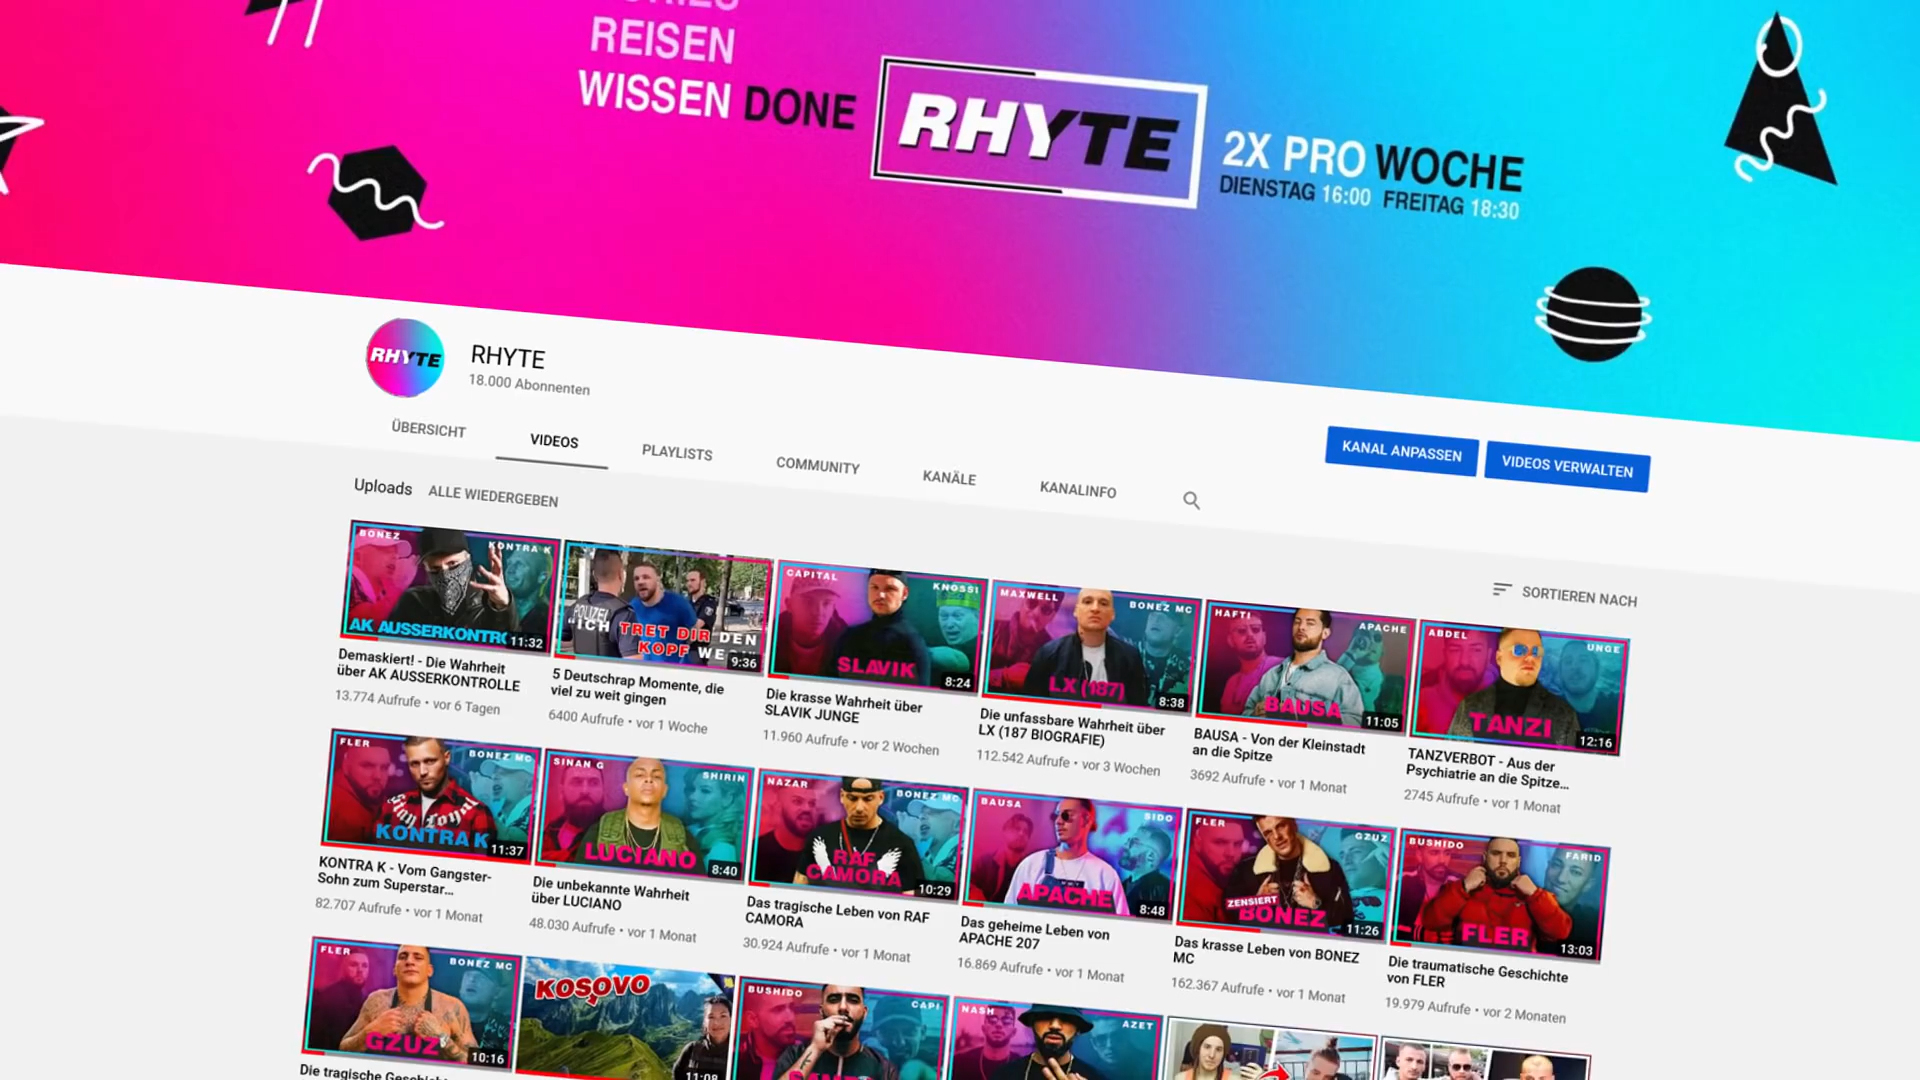 REISEN
WISSEN DONE
RHYTE
2X PRO WOCHE
DIENSTAG 16:00 FREITAG 18:30
RHYTE
RHYTE
18.000 Abonnenten
ÜBERSICHT
VIDEOS
PLAYLISTS
COMMUNITY
KANÄLE
KANALINFO
KANAL ANPASSEN
VIDEOS VERWALTEN
Uploads
ALLE WIEDERGEBEN
SORTIEREN NACH
BONEZ
KONTRA K
11:32
Demaskiert! - Die Wahrheit
über AK AUSSERKONTROLLE
13.774 Aufrufe • vor 6 Tagen
POLIZEI
"ICH TRET DIR DEN
KOPF
9:36
5 Deutschrap Momente, die
viel zu weit gingen
6400 Aufrufe • vor 1 Woche
CAPITAL
KNOSSI
SLAVIK
8:24
Die krasse Wahrheit über
SLAVIK JUNGE
11.960 Aufrufe • vor 2 Wochen
MAXWELL
BONEZ MC
LX (187)
8:38
Die unfassbare Wahrheit über
LX (187 BIOGRAFIE)
112.542 Aufrufe • vor 3 Wochen
HAFTI
APACHE
BAUSA
11:05
BAUSA - Von der Kleinstadt
an die Spitze
3692 Aufrufe • vor 1 Monat
ABDEL
UNGE
TANZI
12:16
TANZVERBOT - Aus der
Psychiatrie an die Spitze...
2745 Aufrufe • vor 1 Monat
FLER
BONEZ MC
KONTRA K
11:37
KONTRA K - Vom Gangster-
Sohn zum Superstar...
82.707 Aufrufe • vor 1 Monat
SINAN G
SHIRIN
LUCIANO
8:40
Die unbekannte Wahrheit
über LUCIANO
48.030 Aufrufe • vor 1 Monat
NAZAR
BONEZ MC
RAF
CAMORA
10:29
Das tragische Leben von RAF
CAMORA
30.924 Aufrufe • vor 1 Monat
BAUSA
SIDO
APACHE
8:48
Das geheime Leben von
APACHE 207
16.869 Aufrufe • vor 1 Monat
FLER
GZUZ
ZENSIERT
BONEZ
11:26
Das krasse Leben von BONEZ
MC
162.367 Aufrufe • vor 1 Monat
BUSHIDO
FARID
FLER
13:03
Die traumatische Geschichte
von FLER
19.979 Aufrufe • vor 2 Monaten
FLER
BONEZ MC
GZUZ
10:16
Die tragische
KOSOVO
11:08
BUSHIDO
CAPI
NASH
AZET